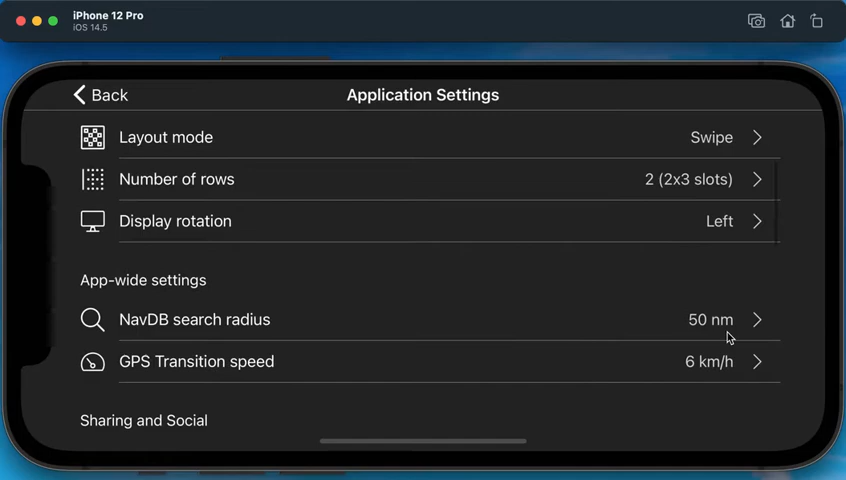 iPhone 12 Pro
iOS 14.5
Back
Application Settings
Layout mode
Swipe
Number of rows
2 (2x3 slots)
Display rotation
Left
App-wide settings
NavDB search radius
50 nm
GPS Transition speed
6 km/h
Sharing and Social